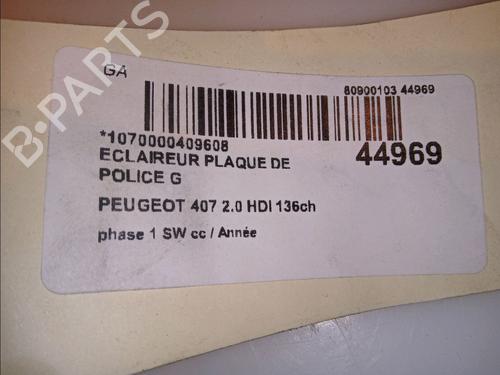 GA
80900103 44969
*1070000409608
44969
ECLAIREUR PLAQUE DE
POLICE G
PEUGEOT 407 2.0 HDI 136ch
phase 1 SW cc / Année
B-PARTS